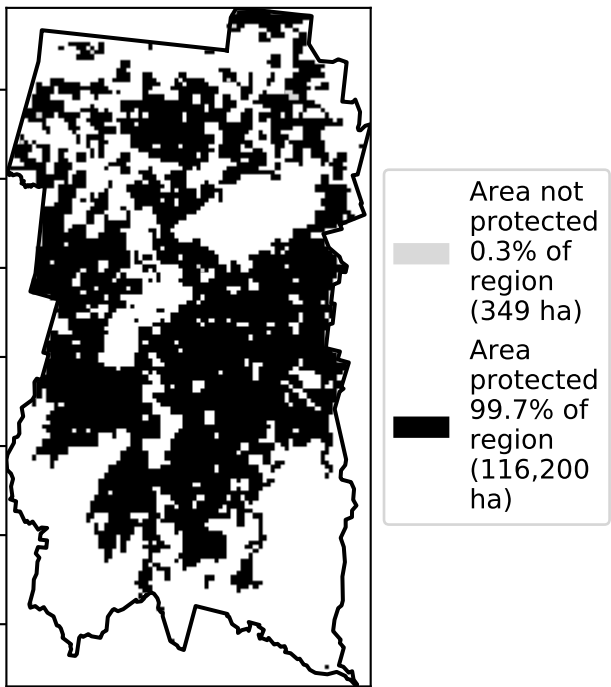 Area not
protected
0.3% of
region
(349 ha)
Area
protected
99.7% of
region
(116,200
ha)